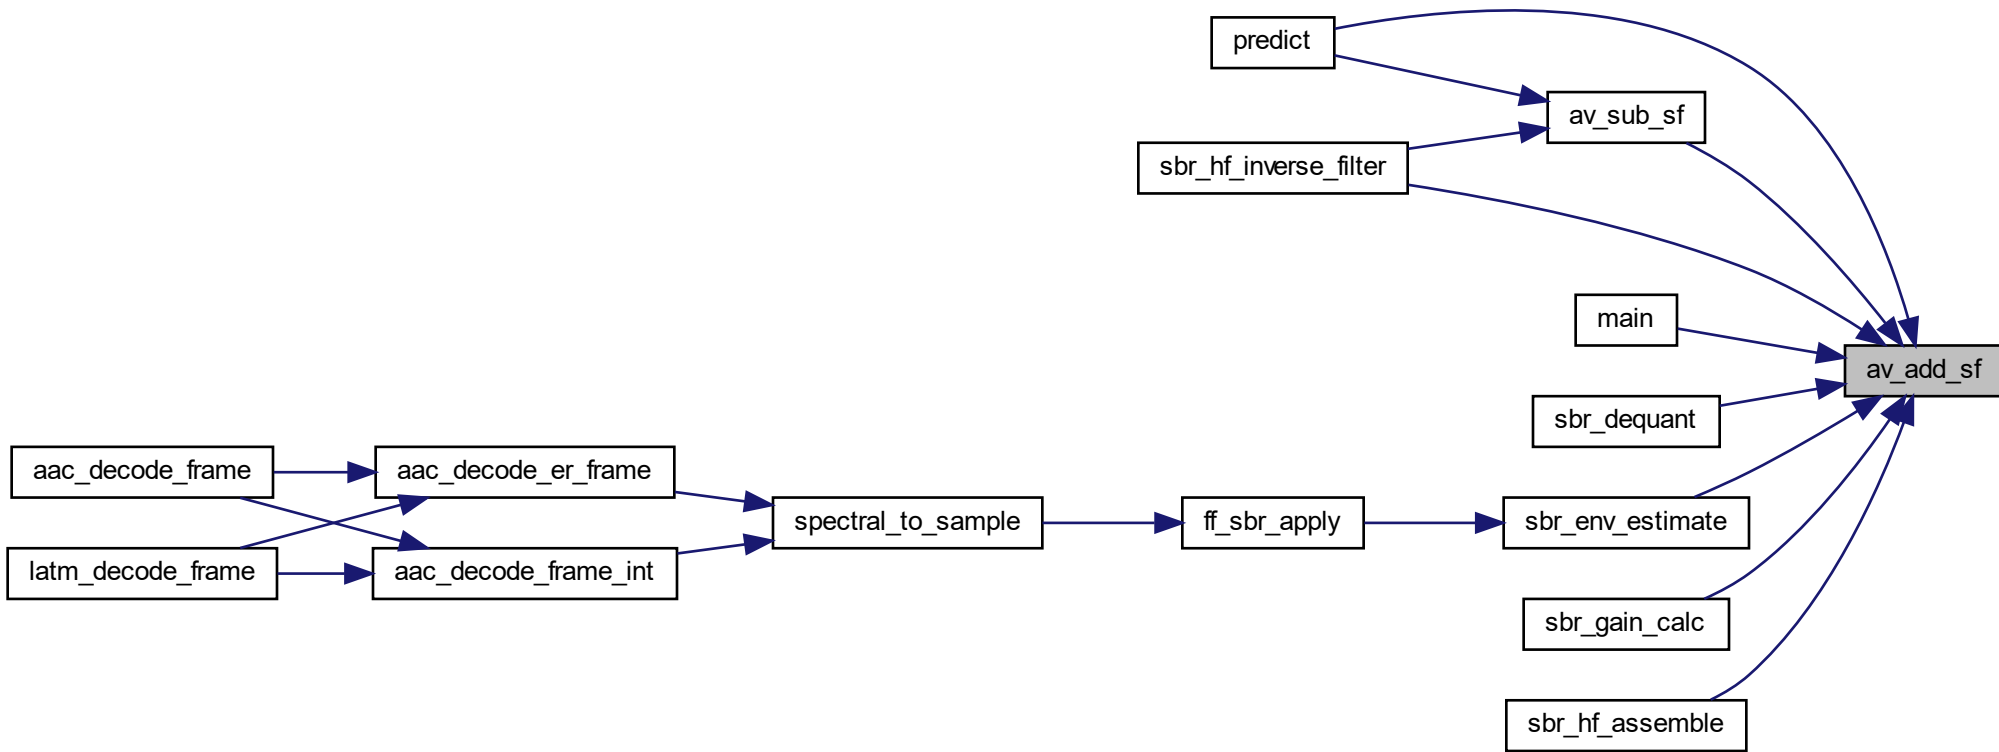 predict
av_sub_sf
sbr_hf_inverse_filter
main
av_add_sf
sbr_dequant
aac_decode_frame
aac_decode_er_frame
spectral_to_sample
ff_sbr_apply
sbr_env_estimate
latm_decode_frame
aac_decode_frame_int
sbr_gain_calc
sbr_hf_assemble